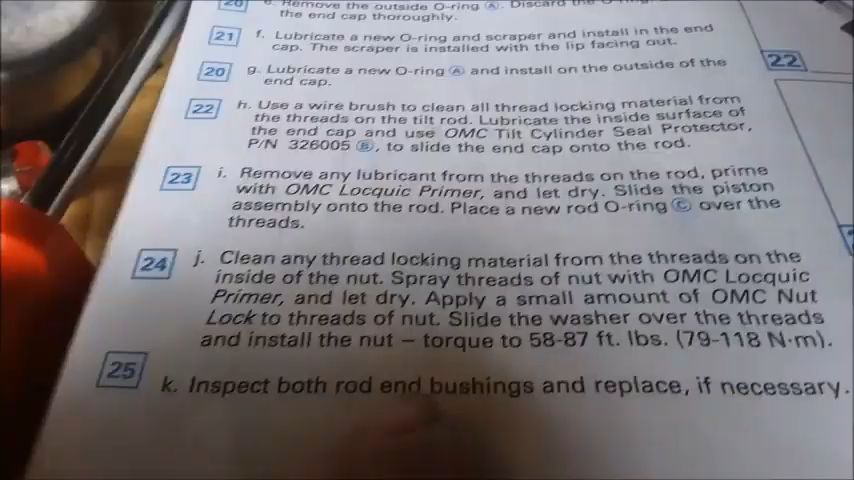 20 e. Remove the outside O-ring Ⓐ. Discard the O-ring.
the end cap thoroughly.
21 f. Lubricate a new O-ring and scraper and install in the end
cap. The scraper is installed with the lip facing out.
20 g. Lubricate a new O-ring Ⓐ and install on the outside of the
end cap.
22 h. Use a wire brush to clean all thread locking material from
the threads on the tilt rod. Lubricate the inside surface of
the end cap and use OMC Tilt Cylinder Seal Protector,
P/N 326005 Ⓑ, to slide the end cap onto the rod.
23 i. Remove any lubricant from the threads on the rod, prime
with OMC Locquic Primer, and let dry. Slide the piston
assembly onto the rod. Place a new rod O-ring Ⓒ over the
threads.
24 j. Clean any thread locking material from the threads on the
inside of the nut. Spray threads of nut with OMC Locquic
Primer, and let dry. Apply a small amount of OMC Nut
Lock to threads of nut. Slide the washer over the threads
and install the nut – torque to 58-87 ft. lbs. (79-118 N·m).
25 k. Inspect both rod end bushings and replace, if necessary.
22